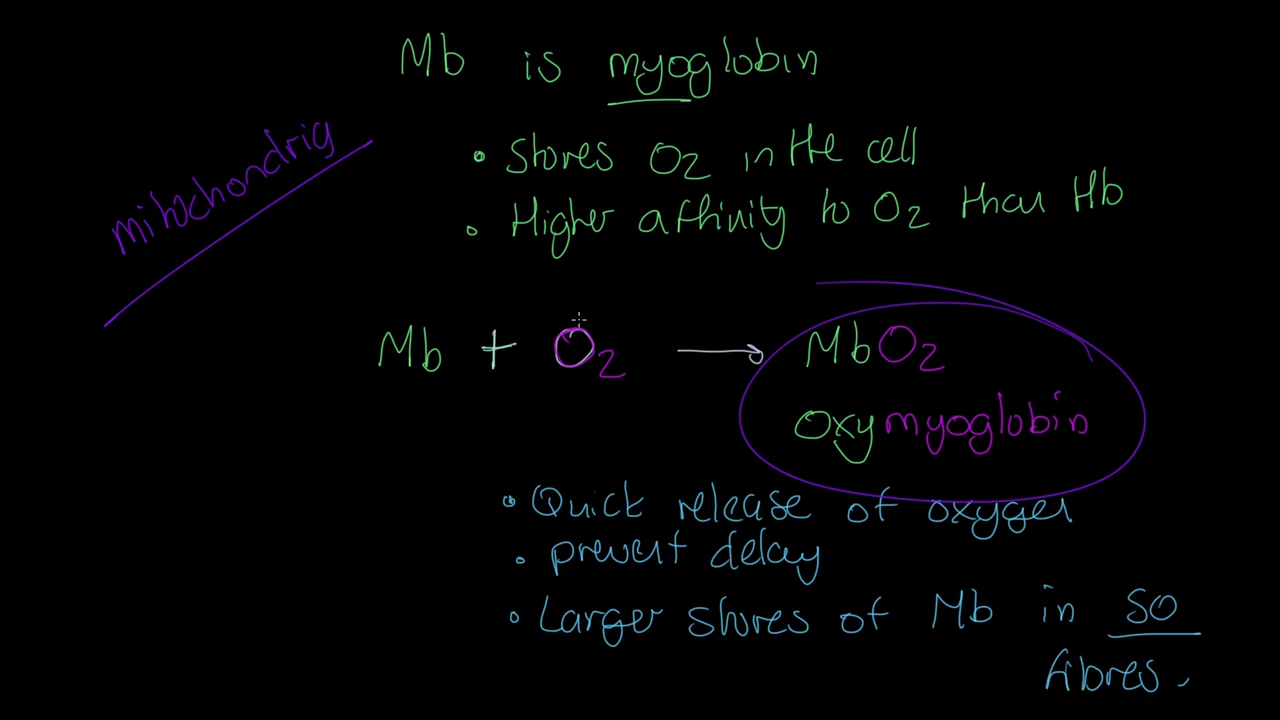 Mb is myoglobin
mitochondria
• Stores O2 in the cell
• Higher affinity to O2 than Hb
Mb + O2 → MbO2
Oxymyoglobin
• Quick release of oxygen
• prevent delay
• Larger stores of Mb in SO
fibres.